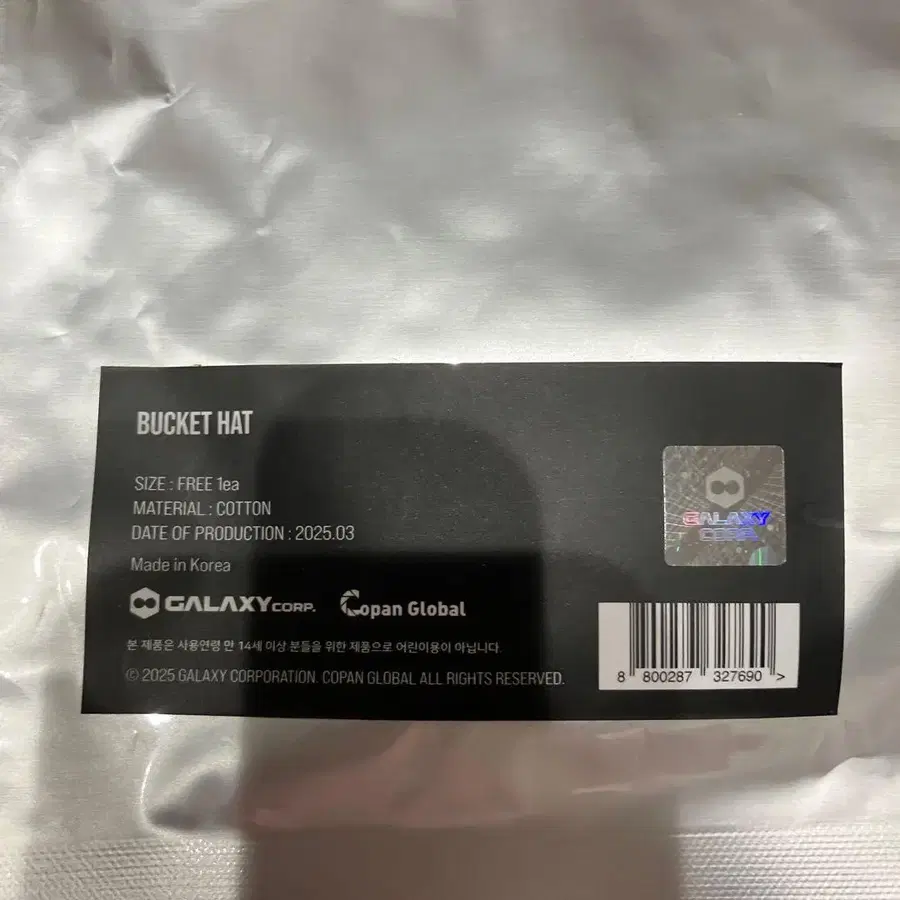 BUCKET HAT
SIZE : FREE 1ea
MATERIAL : COTTON
DATE OF PRODUCTION : 2025.03
Made in Korea
GALAXY CORP.
Copan Global
본 제품은 사용연령 만 14세 이상 분들을 위한 제품으로 어린이용이 아닙니다.
© 2025 GALAXY CORPORATION. COPAN GLOBAL ALL RIGHTS RESERVED.
GALAXY
CORP.
8 800287 327690 >